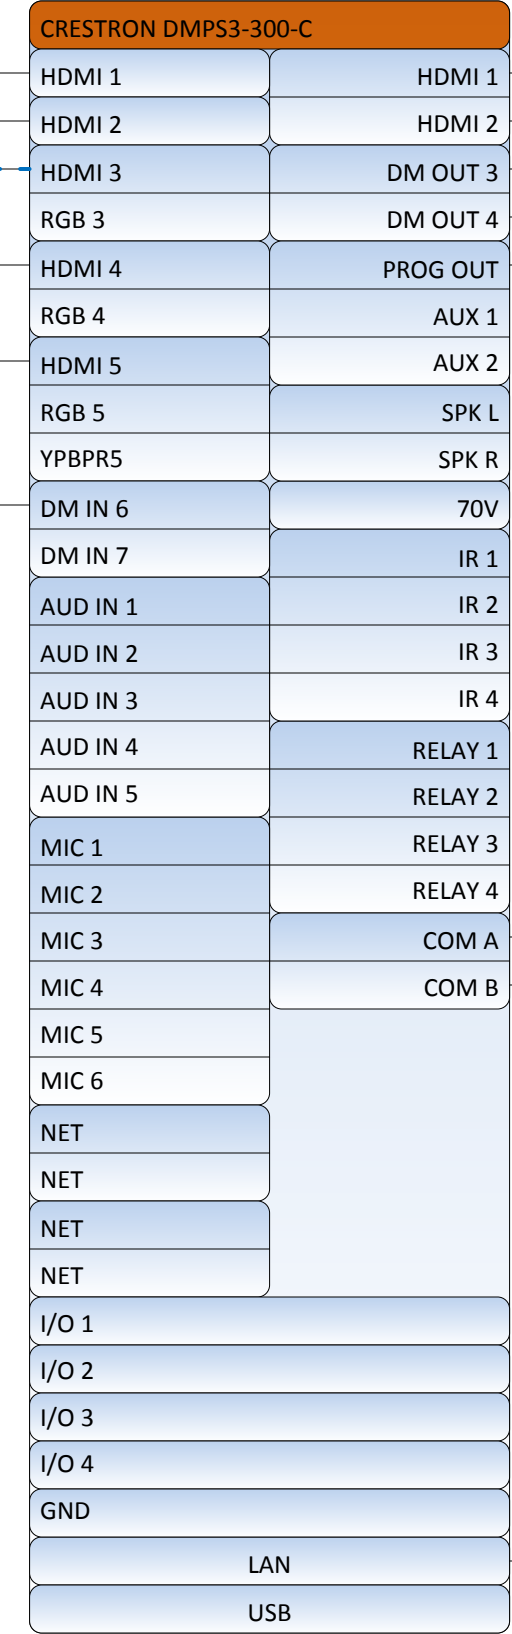 CRESTRON DMPS3-300-C
HDMI 1 HDMI 1
HDMI 2 HDMI 2
HDMI 3 DM OUT 3
RGB 3 DM OUT 4
HDMI 4 PROG OUT
RGB 4 AUX 1
HDMI 5 AUX 2
RGB 5 SPK L
YPBPR5 SPK R
DM IN 6 70V
DM IN 7 IR 1
AUD IN 1 IR 2
AUD IN 2 IR 3
AUD IN 3 IR 4
AUD IN 4 RELAY 1
AUD IN 5 RELAY 2
MIC 1 RELAY 3
MIC 2 RELAY 4
MIC 3 COM A
MIC 4 COM B
MIC 5
MIC 6
NET
NET
NET
NET
I/O 1
I/O 2
I/O 3
I/O 4
GND
LAN
USB